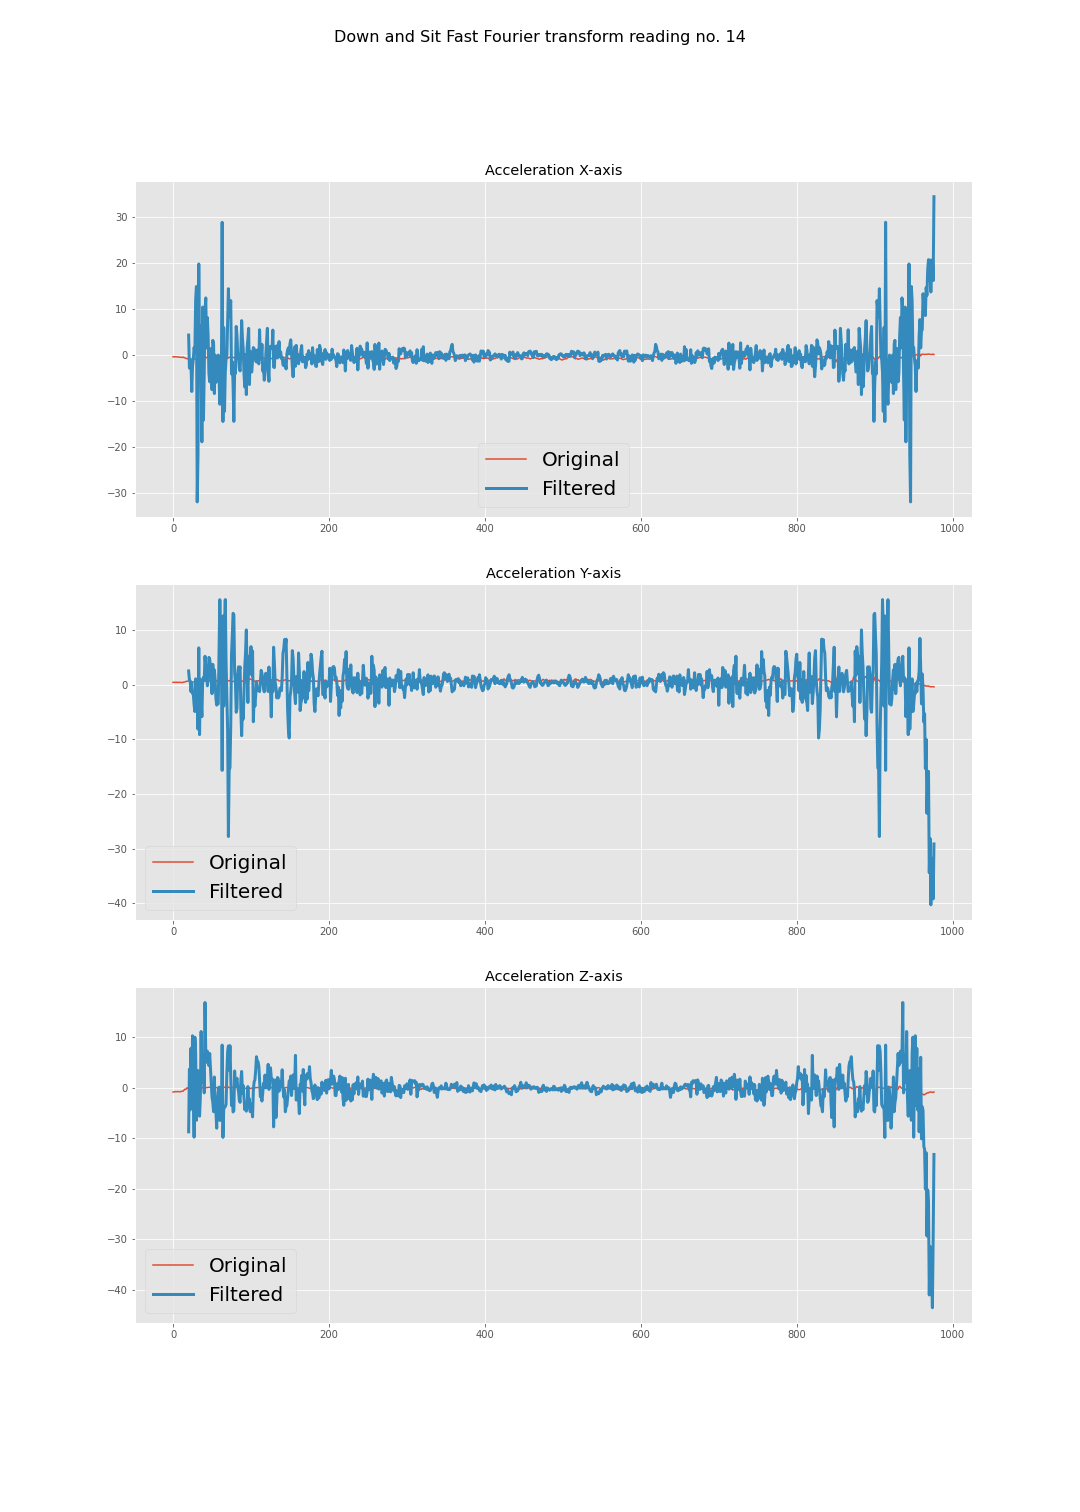 Down and Sit Fast Fourier transform reading no. 14
Acceleration X-axis
30
20
10
0
−10
−20
−30
Original
Filtered
0 200 400 600 800 1000
Acceleration Y-axis
10
0
−10
−20
−30
−40
Original
Filtered
0 200 400 600 800 1000
Acceleration Z-axis
10
0
−10
−20
−30
−40
Original
Filtered
0 200 400 600 800 1000